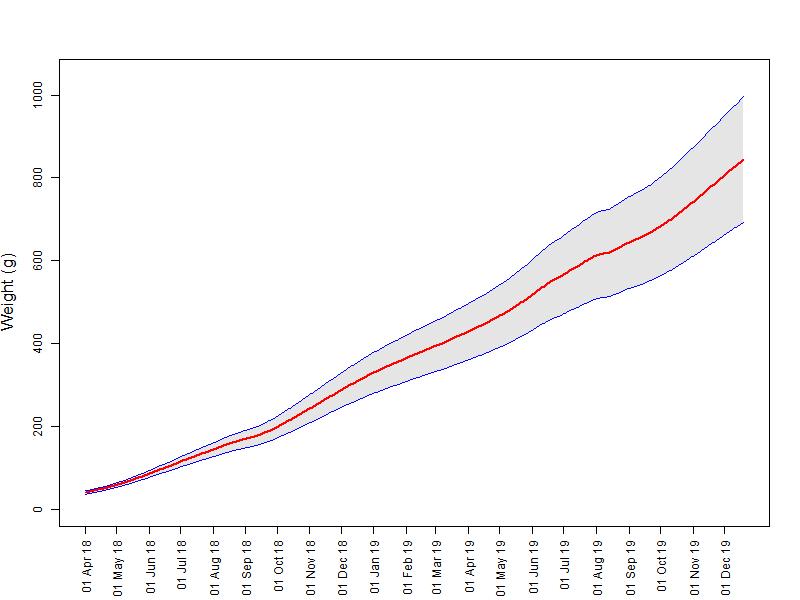 Weight (g)
1000
800
600
400
200
0
01 Apr 18
01 May 18
01 Jun 18
01 Jul 18
01 Aug 18
01 Sep 18
01 Oct 18
01 Nov 18
01 Dec 18
01 Jan 19
01 Feb 19
01 Mar 19
01 Apr 19
01 May 19
01 Jun 19
01 Jul 19
01 Aug 19
01 Sep 19
01 Oct 19
01 Nov 19
01 Dec 19